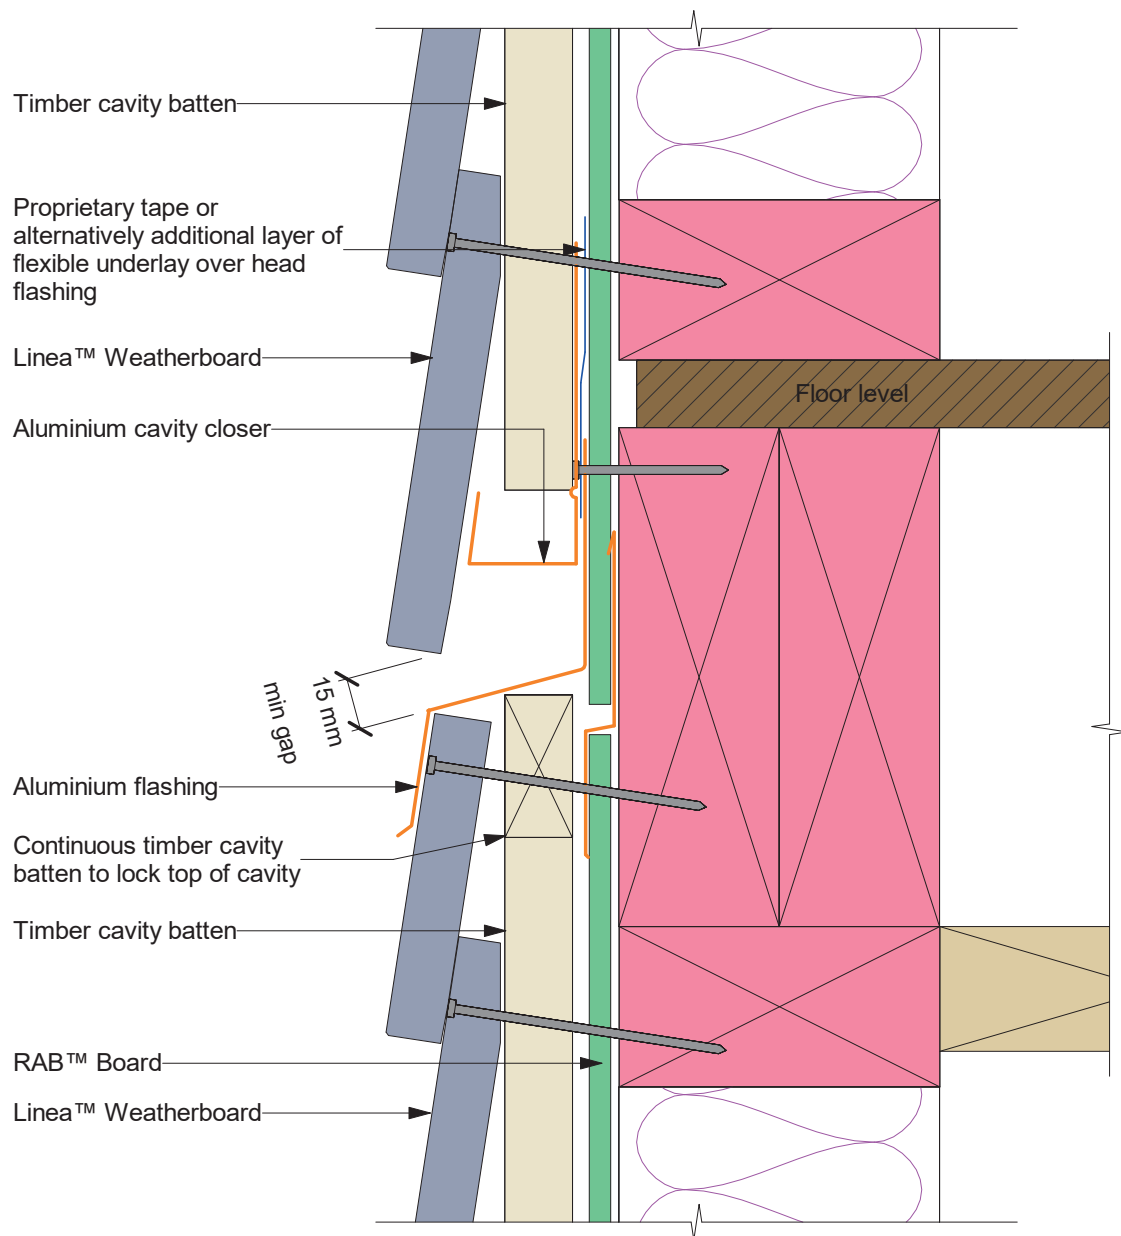 Timber cavity batten
Proprietary tape or
alternatively additional layer of
flexible underlay over head
flashing
Linea™ Weatherboard
Floor level
Aluminium cavity closer
15 mm
min gap
Aluminium flashing
Continuous timber cavity
batten to lock top of cavity
Timber cavity batten
RAB™ Board
Linea™ Weatherboard